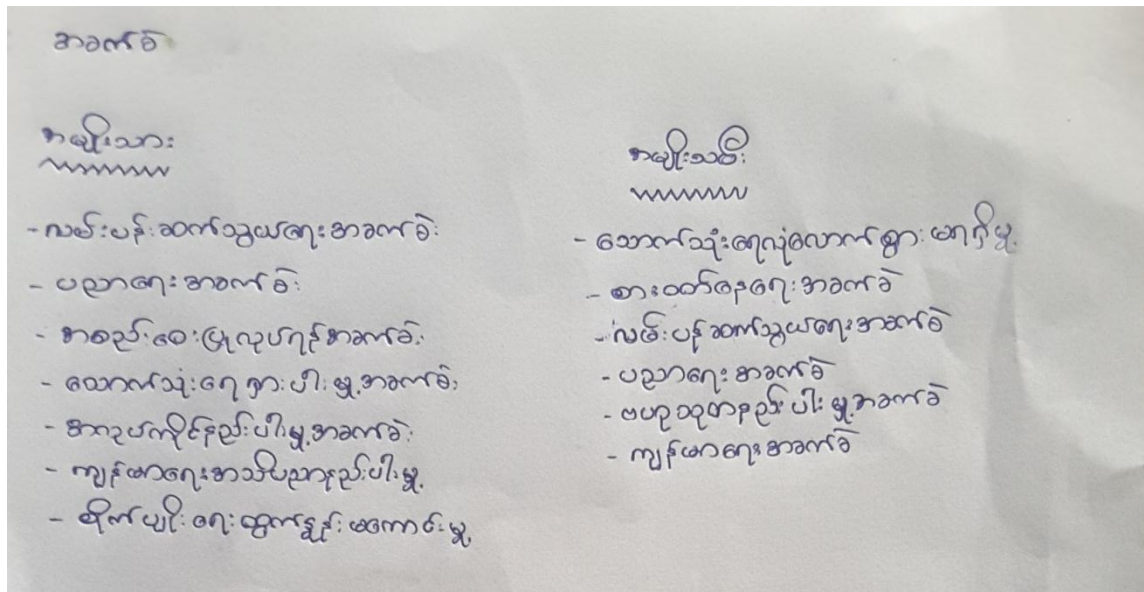 အခက်ခဲ
အမျိုးသား
-လမ်းပန်းဆက်သွယ်ရေးအခက်ခဲ
- ပညာရေးအခက်ခဲ
- အစည်းဝေးပြုလုပ်ရန်အခက်ခဲ
- သောက်သုံးရေရှားပါးမှု့အခက်ခဲ
- အာဟုပကိုင်နည်းပါးမှု့အခက်ခဲ
- ကျန်မာရေးအသိပညာနည်းပါးမှု့
- စိုက်ပျိုးရေးထွက်နှုန်းမကောင်းမှု့
အမျိုးသမီး
- သောက်သုံးရေလုံလောက်စွာ မရှိမှု့
- စားဝတ်နေရေးအခက်ခဲ
- လမ်းပန်ဆက်သွယ်ရေးအခက်ခဲ
- ပညာရေးအခက်ခဲ
- ဗဟုသုတနည်းပါးမှု့အခက်ခဲ
- ကျန်မာရေးအခက်ခဲ